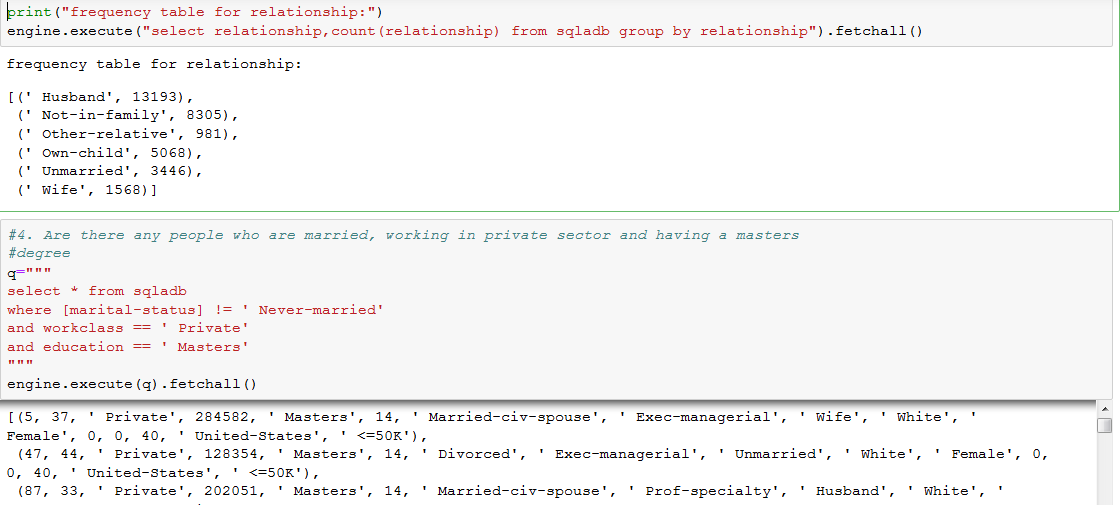 print("frequency table for relationship:")
engine.execute("select relationship,count(relationship) from sqladb group by relationship").fetchall()
frequency table for relationship:
[(' Husband', 13193),
(' Not-in-family', 8305),
(' Other-relative', 981),
(' Own-child', 5068),
(' Unmarried', 3446),
(' Wife', 1568)]
#4. Are there any people who are married, working in private sector and having a masters
#degree
q="""
select * from sqladb
where [marital-status] != ' Never-married'
and workclass == ' Private'
and education == ' Masters'
"""
engine.execute(q).fetchall()
[(5, 37, ' Private', 284582, ' Masters', 14, ' Married-civ-spouse', ' Exec-managerial', ' Wife', ' White', '
Female', 0, 0, 40, ' United-States', ' <=50K'),
(47, 44, ' Private', 128354, ' Masters', 14, ' Divorced', ' Exec-managerial', ' Unmarried', ' White', ' Female', 0,
0, 40, ' United-States', ' <=50K'),
(87, 33, ' Private', 202051, ' Masters', 14, ' Married-civ-spouse', ' Prof-specialty', ' Husband', ' White', '